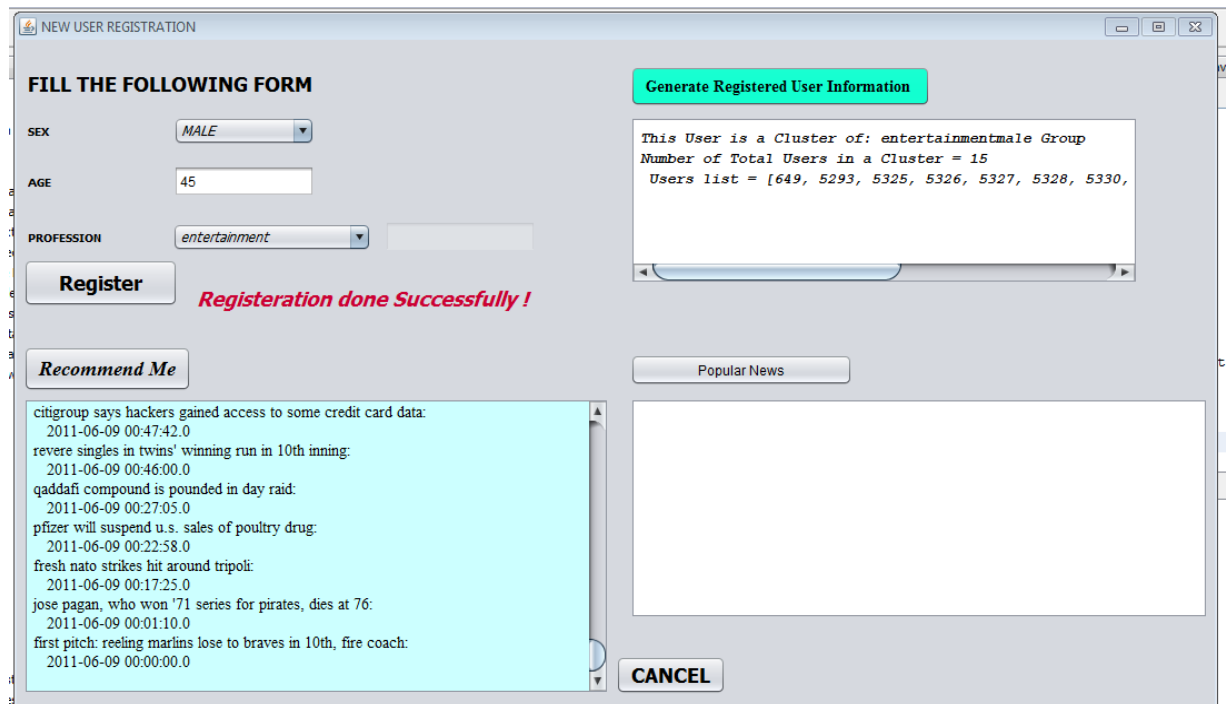 NEW USER REGISTRATION
FILL THE FOLLOWING FORM
SEX
MALE
AGE
45
PROFESSION
entertainment
Register
Registeration done Successfully !
Generate Registered User Information
This User is a Cluster of: entertainmentmale Group
Number of Total Users in a Cluster = 15
Users list = [649, 5293, 5325, 5326, 5327, 5328, 5330,
Recommend Me
citigroup says hackers gained access to some credit card data:
2011-06-09 00:47:42.0
revere singles in twins' winning run in 10th inning:
2011-06-09 00:46:00.0
qaddafi compound is pounded in day raid:
2011-06-09 00:27:05.0
pfizer will suspend u.s. sales of poultry drug:
2011-06-09 00:22:58.0
fresh nato strikes hit around tripoli:
2011-06-09 00:17:25.0
jose pagan, who won '71 series for pirates, dies at 76:
2011-06-09 00:01:10.0
first pitch: reeling marlins lose to braves in 10th, fire coach:
2011-06-09 00:00:00.0
Popular News
CANCEL